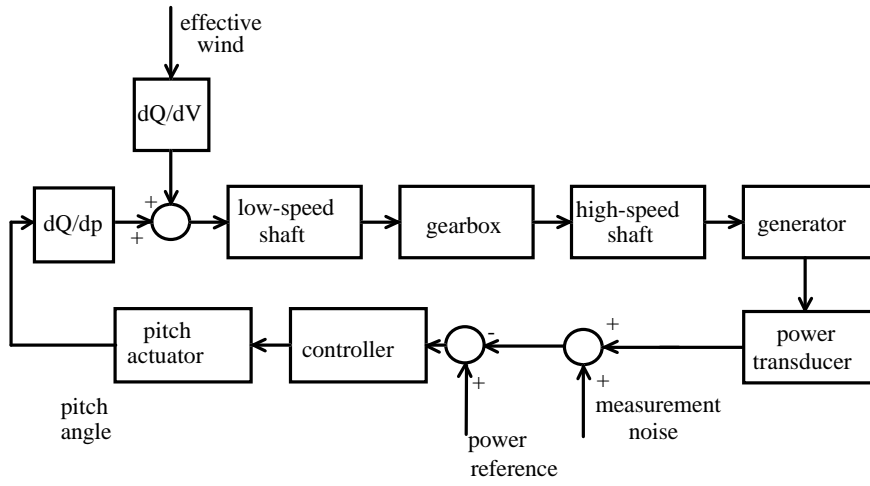 effective
wind
dQ/dV
+
dQ/dp
+
low-speed
shaft
gearbox
high-speed
shaft
generator
pitch
actuator
controller
-
+
+
+
power
transducer
pitch
angle
power
reference
measurement
noise